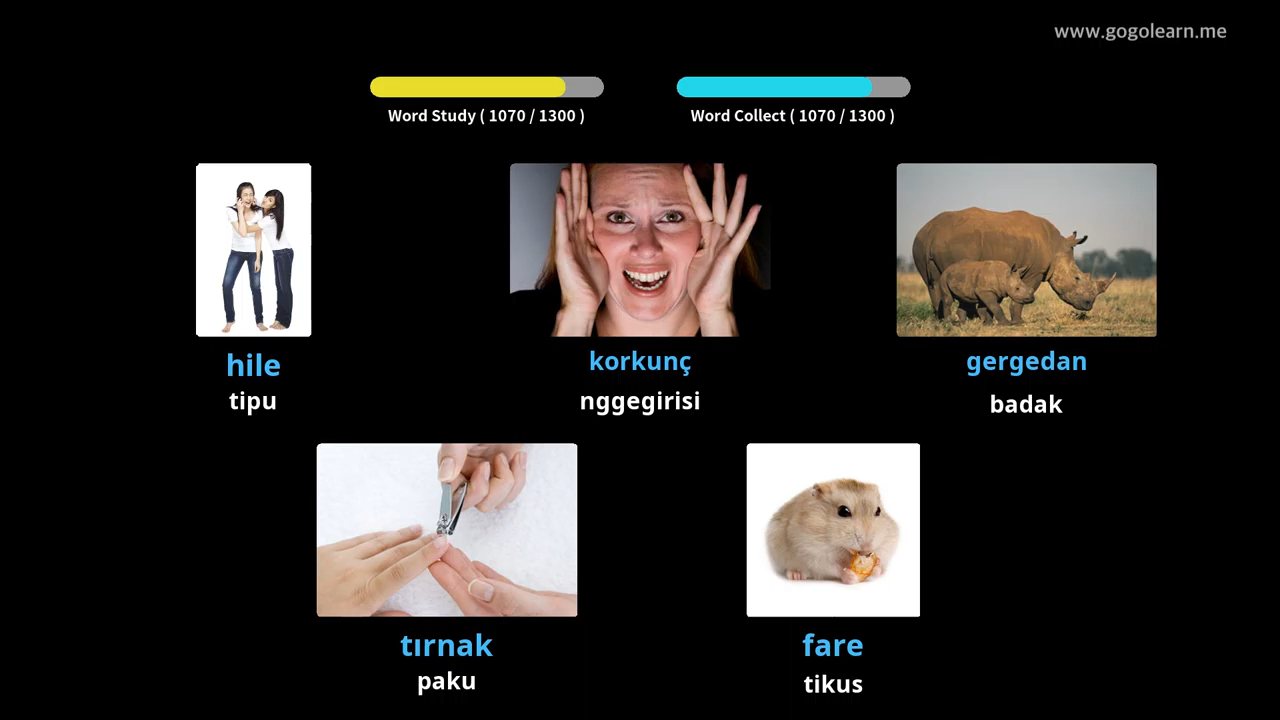 www.gogolearn.me
Word Study ( 1070 / 1300 )
Word Collect ( 1070 / 1300 )
hile
tipu
korkunç
nggegirisi
gergedan
badak
tırnak
paku
fare
tikus